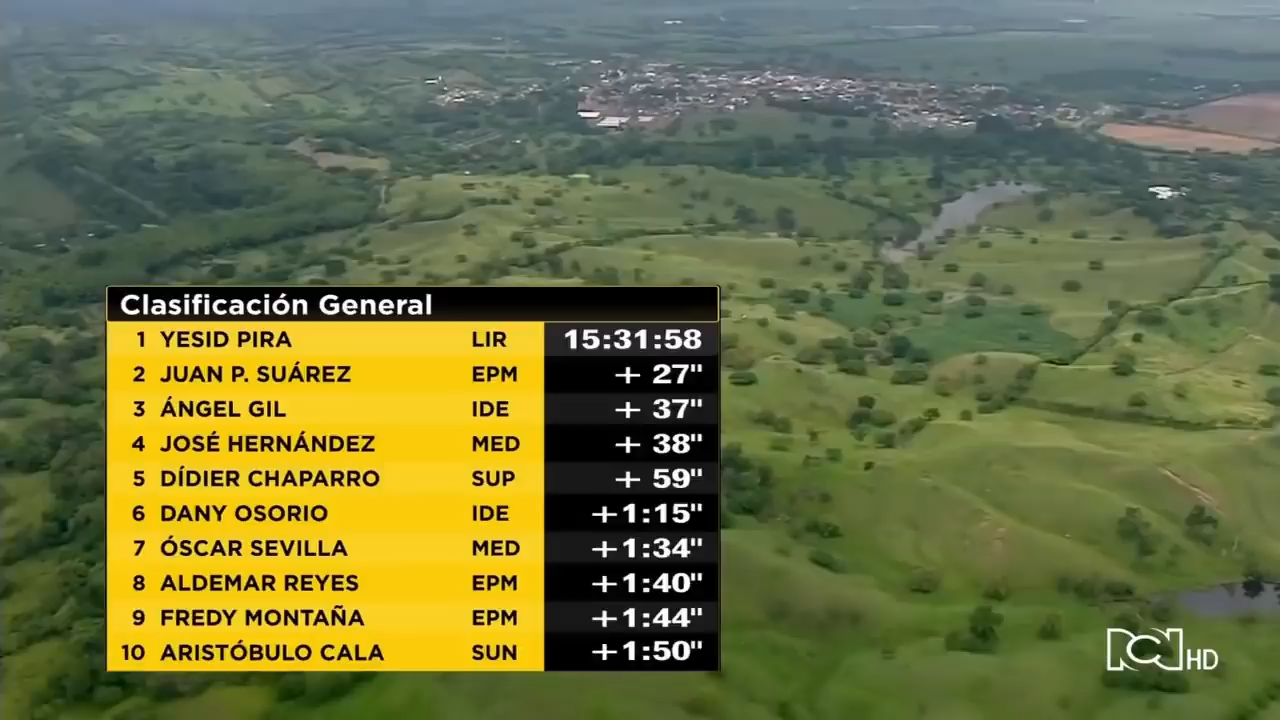 Clasificación General
1 YESID PIRA LIR 15:31:58
2 JUAN P. SUÁREZ EPM + 27"
3 ÁNGEL GIL IDE + 37"
4 JOSÉ HERNÁNDEZ MED + 38"
5 DÍDIER CHAPARRO SUP + 59"
6 DANY OSORIO IDE +1:15"
7 ÓSCAR SEVILLA MED +1:34"
8 ALDEMAR REYES EPM +1:40"
9 FREDY MONTAÑA EPM +1:44"
10 ARISTÓBULO CALA SUN +1:50"
RCN HD